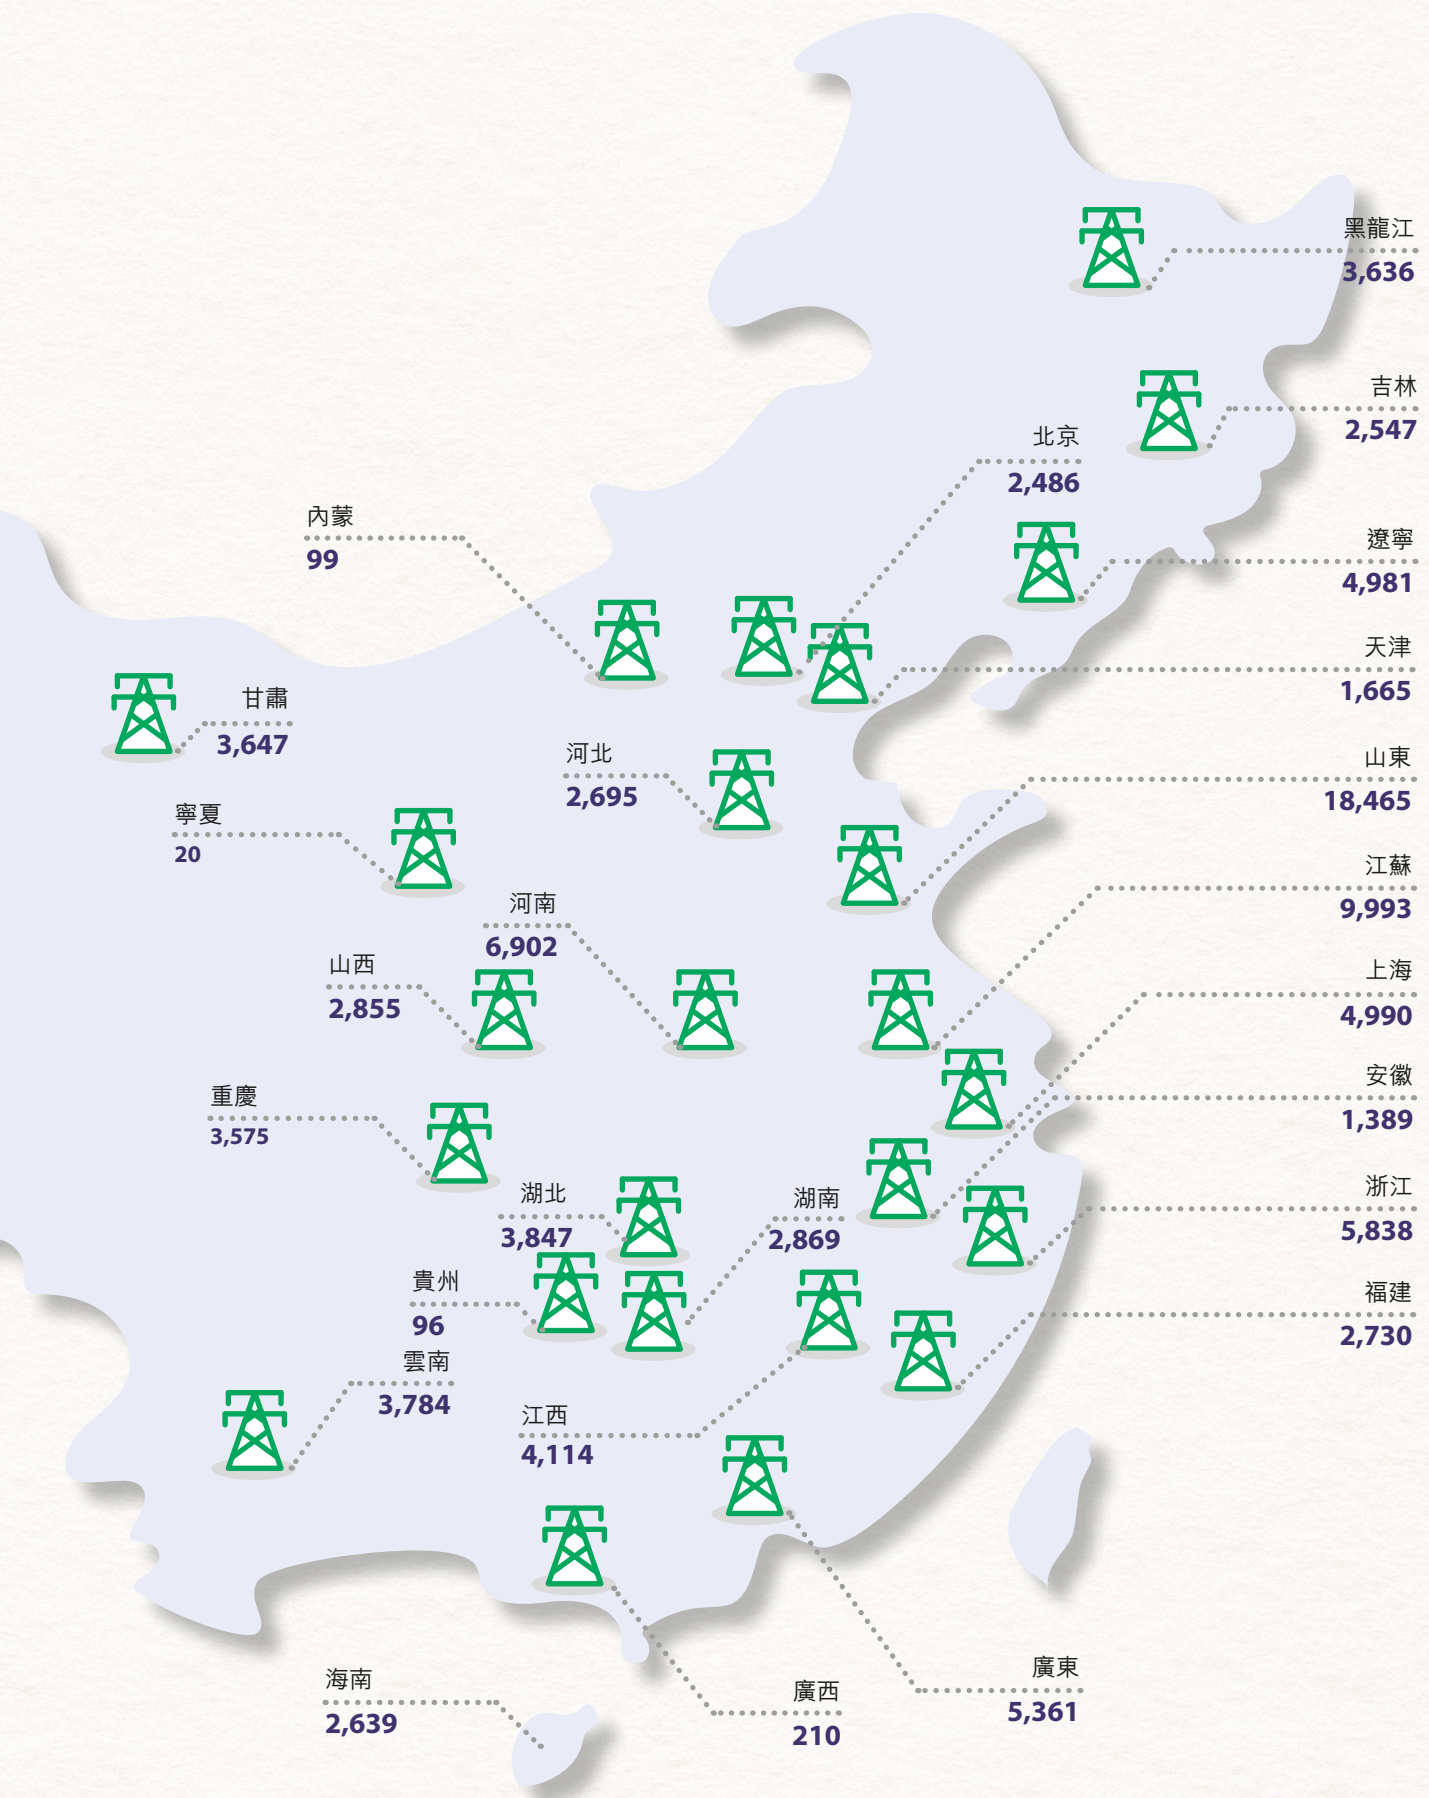 黑龍江
3,636
吉林
2,547
北京
2,486
內蒙
99
遼寧
4,981
天津
1,665
甘肅
3,647
河北
2,695
山東
18,465
寧夏
20
江蘇
9,993
河南
6,902
山西
2,855
上海
4,990
安徽
1,389
重慶
3,575
湖北
3,847
湖南
2,869
浙江
5,838
貴州
96
福建
2,730
雲南
3,784
江西
4,114
廣東
5,361
海南
2,639
廣西
210